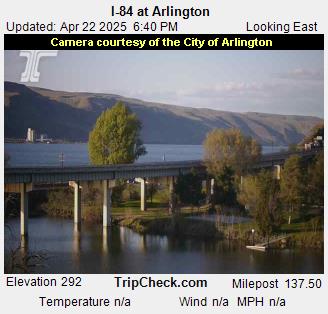 I-84 at Arlington
Updated: Apr 22 2025 6:40 PM Looking East
Camera courtesy of the City of Arlington
Elevation 292 TripCheck.com Milepost 137.50
Temperature n/a Wind n/a MPH n/a